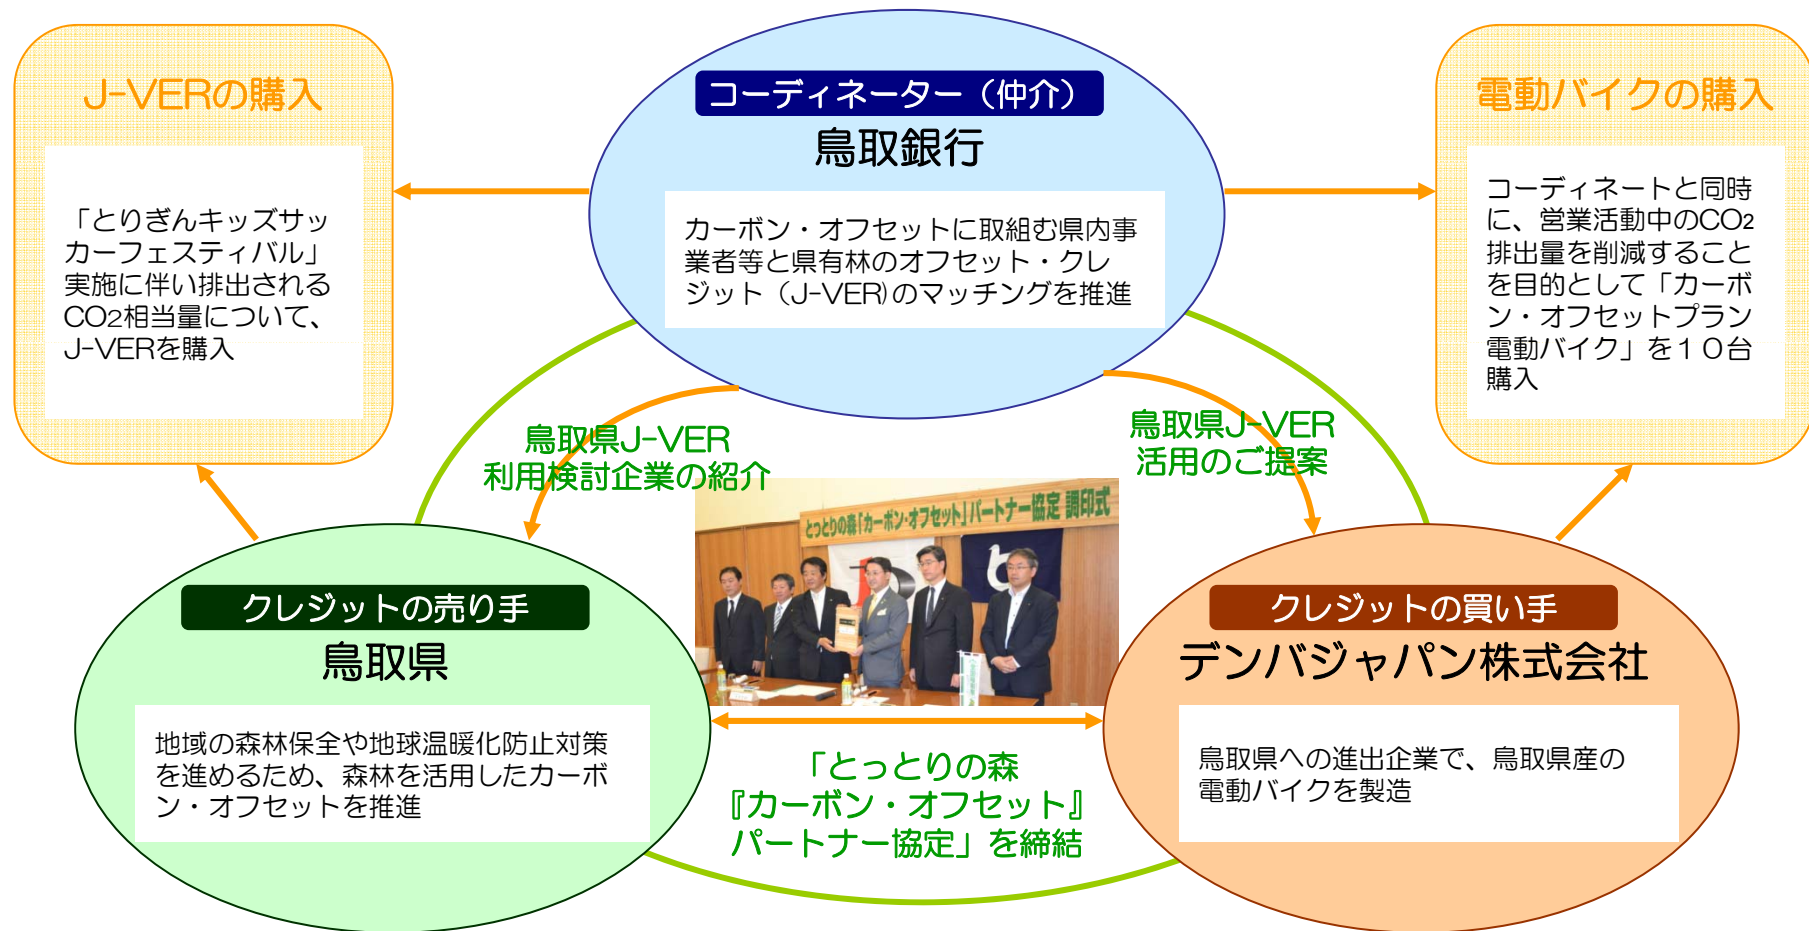 J-VERの購入
「とりぎんキッズサッ
カーフェスティバル」
実施に伴い排出される
CO2相当量について、
J-VERを購入
コーディネーター（仲介）
鳥取銀行
カーボン・オフセットに取組む県内事
業者等と県有林のオフセット・クレ
ジット（J-VER)のマッチングを推進
電動バイクの購入
コーディネートと同時
に、営業活動中のCO2
排出量を削減すること
を目的として「カーボ
ン・オフセットプラン
電動バイク」を１０台
購入
鳥取県J-VER
利用検討企業の紹介
鳥取県J-VER
活用のご提案
とっとりの森「カーボン・オフセット」パートナー協定 調印式
クレジットの売り手
鳥取県
地域の森林保全や地球温暖化防止対策
を進めるため、森林を活用したカーボ
ン・オフセットを推進
「とっとりの森
『カーボン・オフセット』
パートナー協定」を締結
クレジットの買い手
デンバジャパン株式会社
鳥取県への進出企業で、鳥取県産の
電動バイクを製造